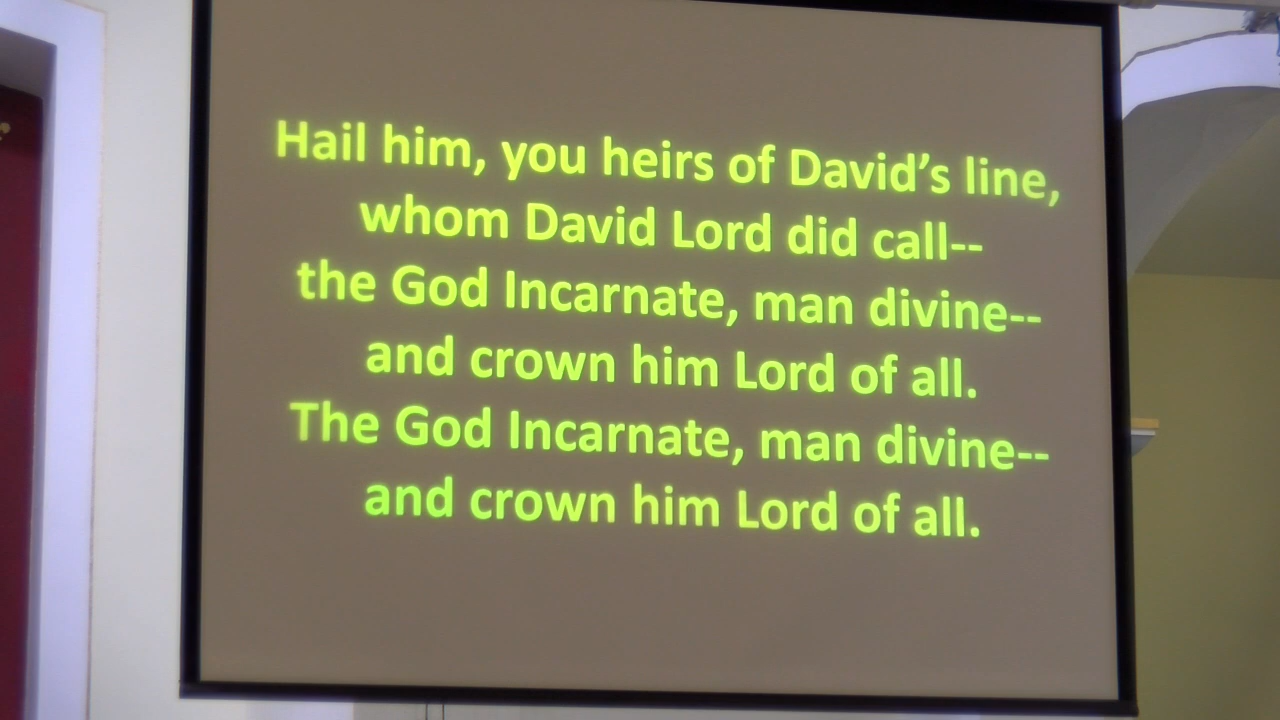 Hail him, you heirs of David’s line,
whom David Lord did call--
the God Incarnate, man divine--
and crown him Lord of all.
The God Incarnate, man divine--
and crown him Lord of all.